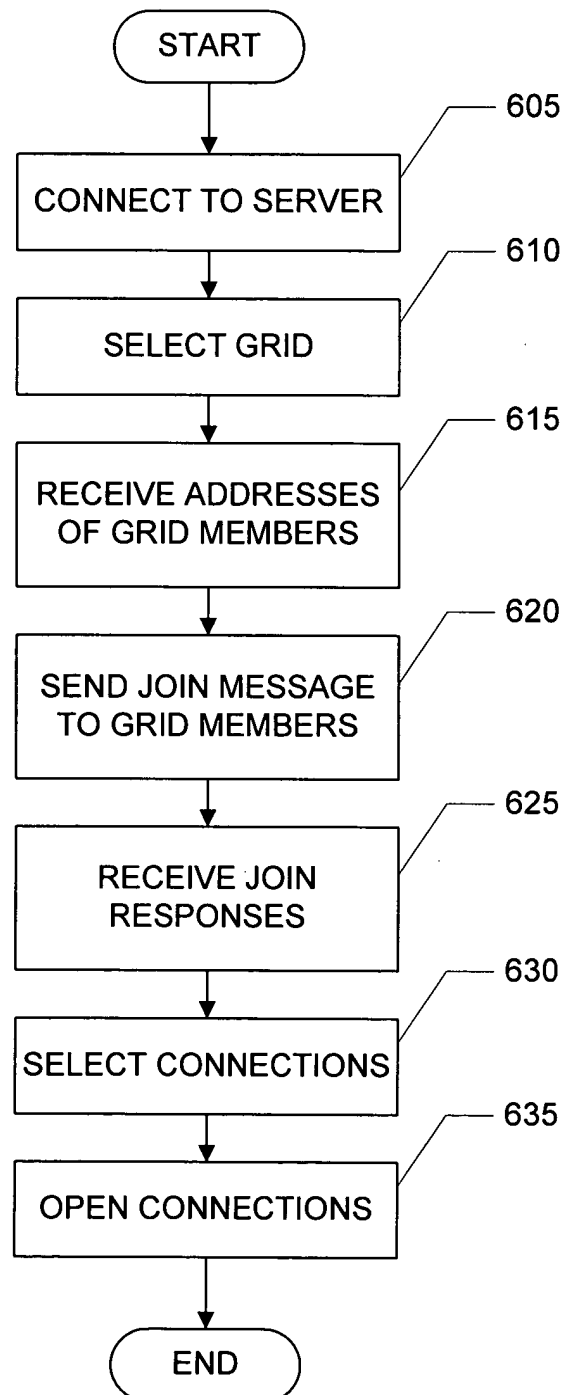 START
605
CONNECT TO SERVER
610
SELECT GRID
615
RECEIVE ADDRESSES
OF GRID MEMBERS
620
SEND JOIN MESSAGE
TO GRID MEMBERS
625
RECEIVE JOIN
RESPONSES
630
SELECT CONNECTIONS
635
OPEN CONNECTIONS
END